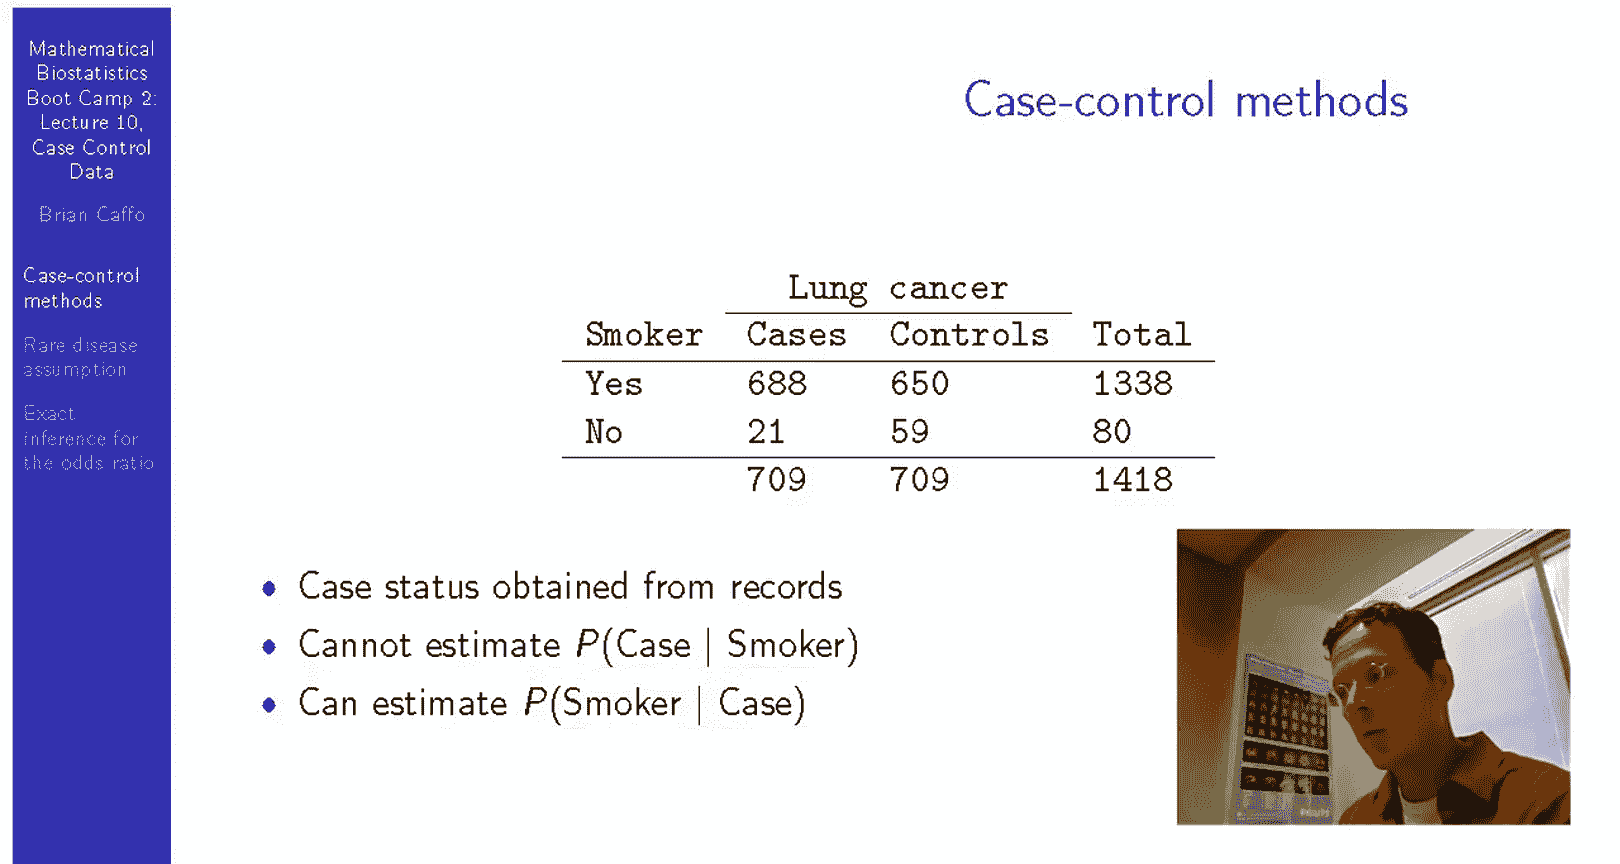 Mathematical
Biostatistics
Boot Camp 2:
Lecture 10,
Case Control
Data
Brian Caffo
Case-control
methods
Rare disease
assumption
Exact
inference for
the odds ratio
Case-control methods
Lung cancer
Smoker Cases Controls Total
Yes 688 650 1338
No 21 59 80
709 709 1418
• Case status obtained from records
• Cannot estimate P(Case | Smoker)
• Can estimate P(Smoker | Case)